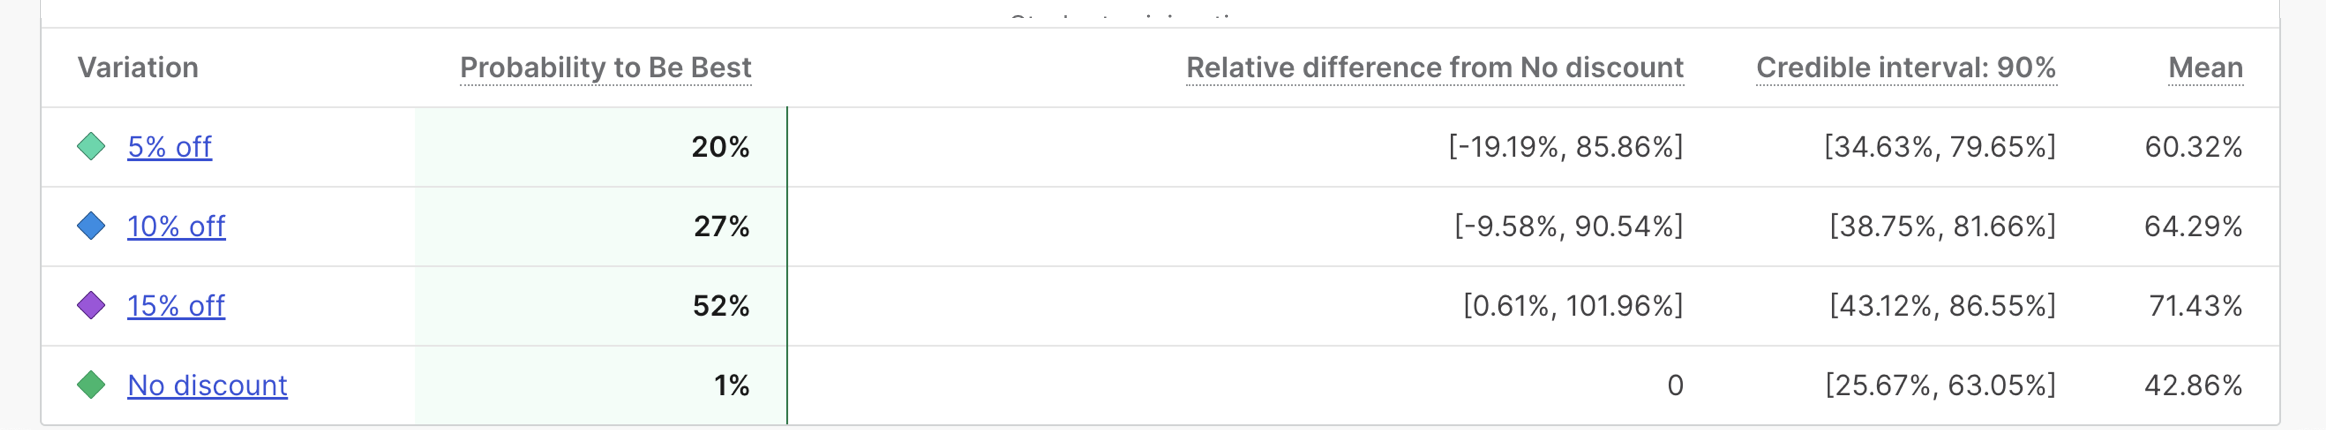 Variation Probability to Be Best Relative difference from No discount Credible interval: 90% Mean
5% off 20% [-19.19%, 85.86%] [34.63%, 79.65%] 60.32%
10% off 27% [-9.58%, 90.54%] [38.75%, 81.66%] 64.29%
15% off 52% [0.61%, 101.96%] [43.12%, 86.55%] 71.43%
No discount 1% 0 [25.67%, 63.05%] 42.86%